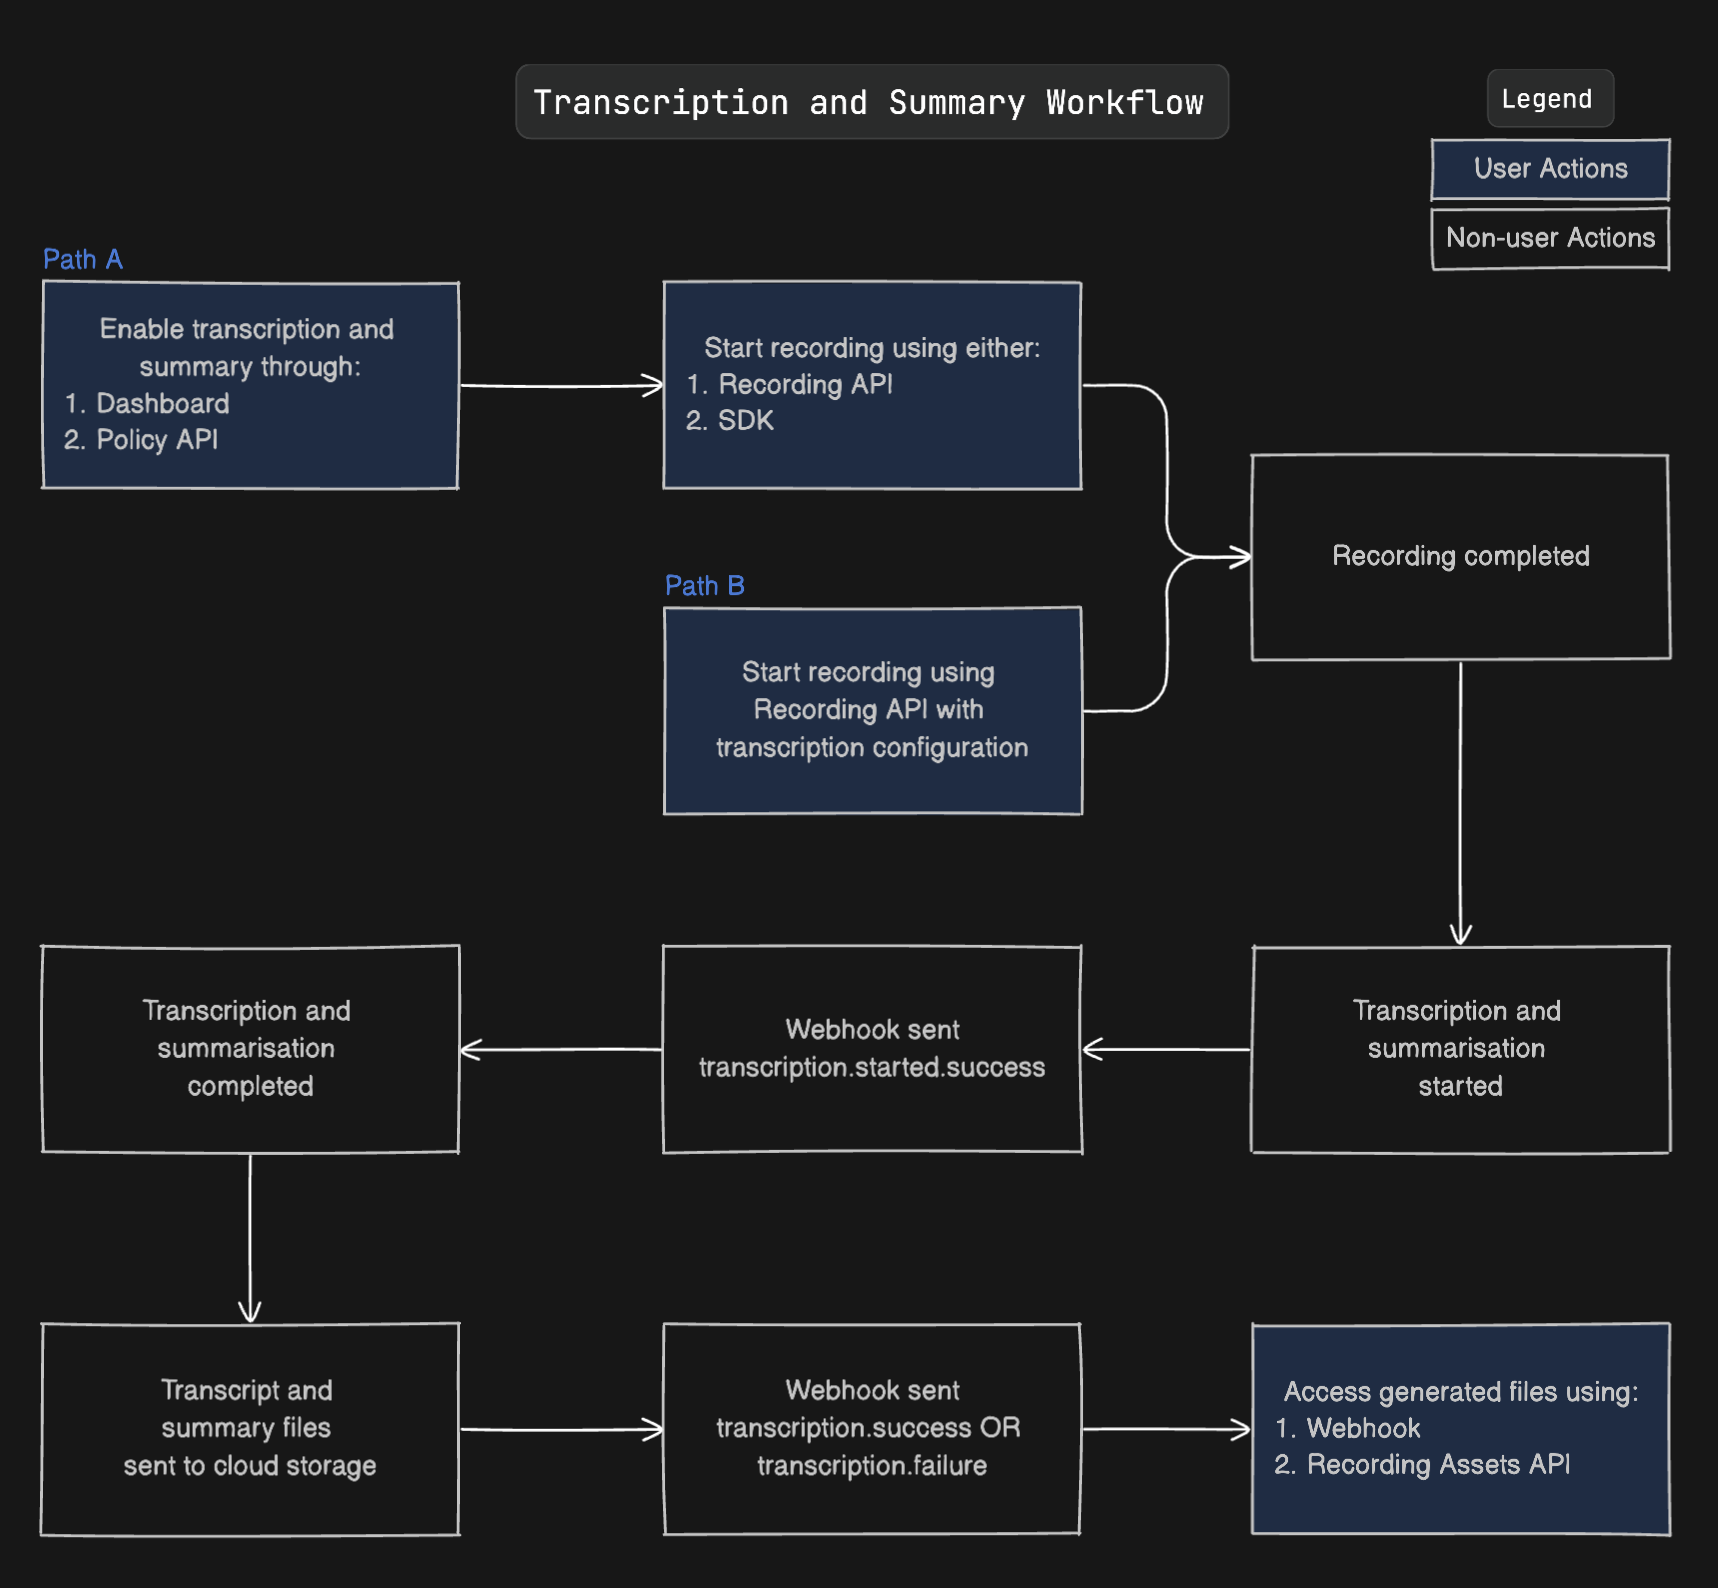 Transcription and Summary Workflow
Legend
User Actions
Non-user Actions
Path A
Enable transcription and
summary through:
1. Dashboard
2. Policy API
Start recording using either:
1. Recording API
2. SDK
Recording completed
Path B
Start recording using
Recording API with
transcription configuration
Transcription and
summarisation
completed
Webhook sent
transcription.started.success
Transcription and
summarisation
started
Transcript and
summary files
sent to cloud storage
Webhook sent
transcription.success OR
transcription.failure
Access generated files using:
1. Webhook
2. Recording Assets API